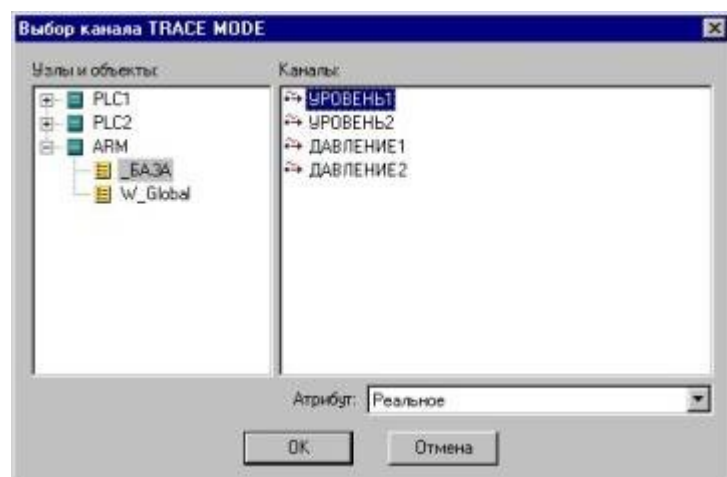 Выбор канала TRACE MODE
Узлы и объекты:
Каналы:
PLC1
PLC2
ARM
_БАЗА
W_Global
УРОВЕНЬ1
УРОВЕНЬ2
ДАВЛЕНИЕ1
ДАВЛЕНИЕ2
Атрибут: Реальное
OK
Отмена